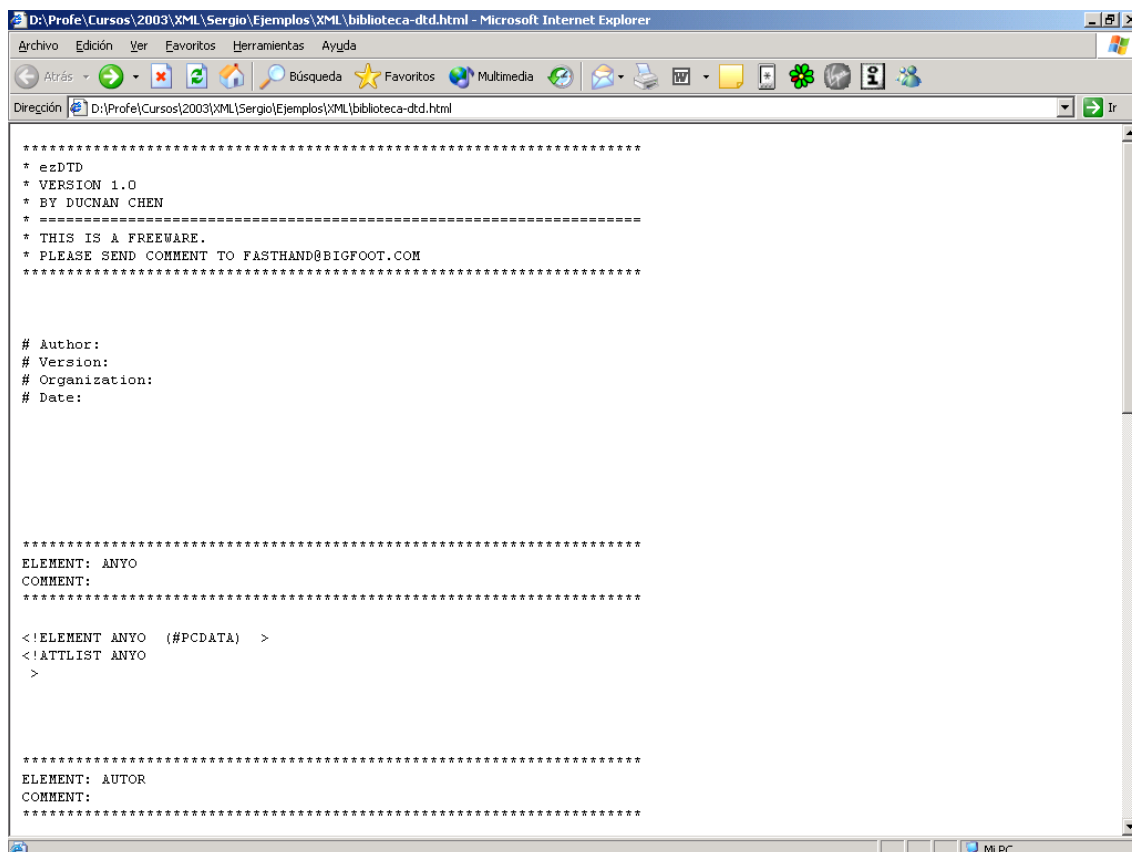 D:\Profe\Cursos\2003\XML\Sergio\Ejemplos\XML\biblioteca-dtd.html - Microsoft Internet Explorer
Archivo Edición Ver Favoritos Herramientas Ayuda
Atrás Búsqueda Favoritos Multimedia
Dirección D:\Profe\Cursos\2003\XML\Sergio\Ejemplos\XML\biblioteca-dtd.html Ir
**********************************************************************
* ezDTD
* VERSION 1.0
* BY DUCNAN CHEN
* ====================================================================
* THIS IS A FREEWARE.
* PLEASE SEND COMMENT TO FASTHAND@BIGFOOT.COM
**********************************************************************
# Author:
# Version:
# Organization:
# Date:
**********************************************************************
ELEMENT: ANYO
COMMENT:
**********************************************************************
<!ELEMENT ANYO  (#PCDATA)  >
<!ATTLIST ANYO
 >
**********************************************************************
ELEMENT: AUTOR
COMMENT:
**********************************************************************
Mi PC